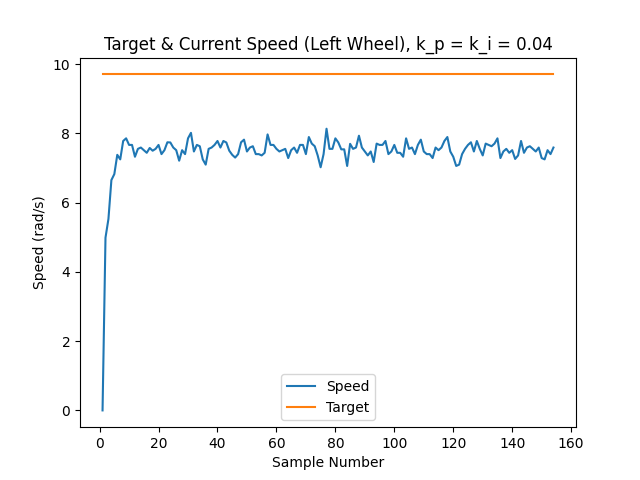 Target & Current Speed (Left Wheel), k_p = k_i = 0.04
10
8
6
4
2
0
Speed (rad/s)
Speed
Target
0 20 40 60 80 100 120 140 160
Sample Number